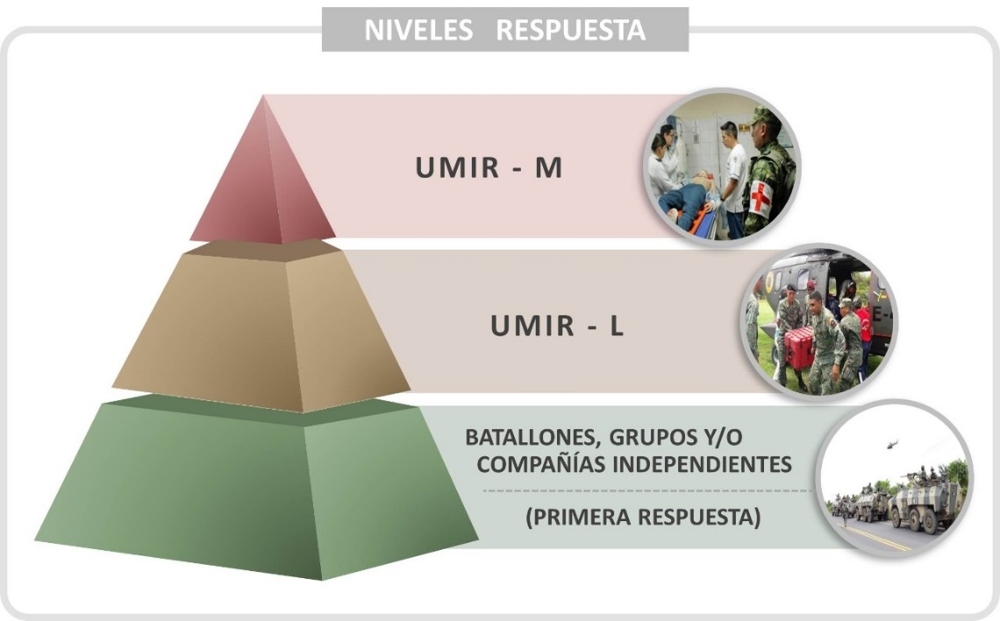 NIVELES RESPUESTA
UMIR - M
UMIR - L
E-
BATALLONES, GRUPOS Y/O
COMPAÑÍAS INDEPENDIENTES
(PRIMERA RESPUESTA)